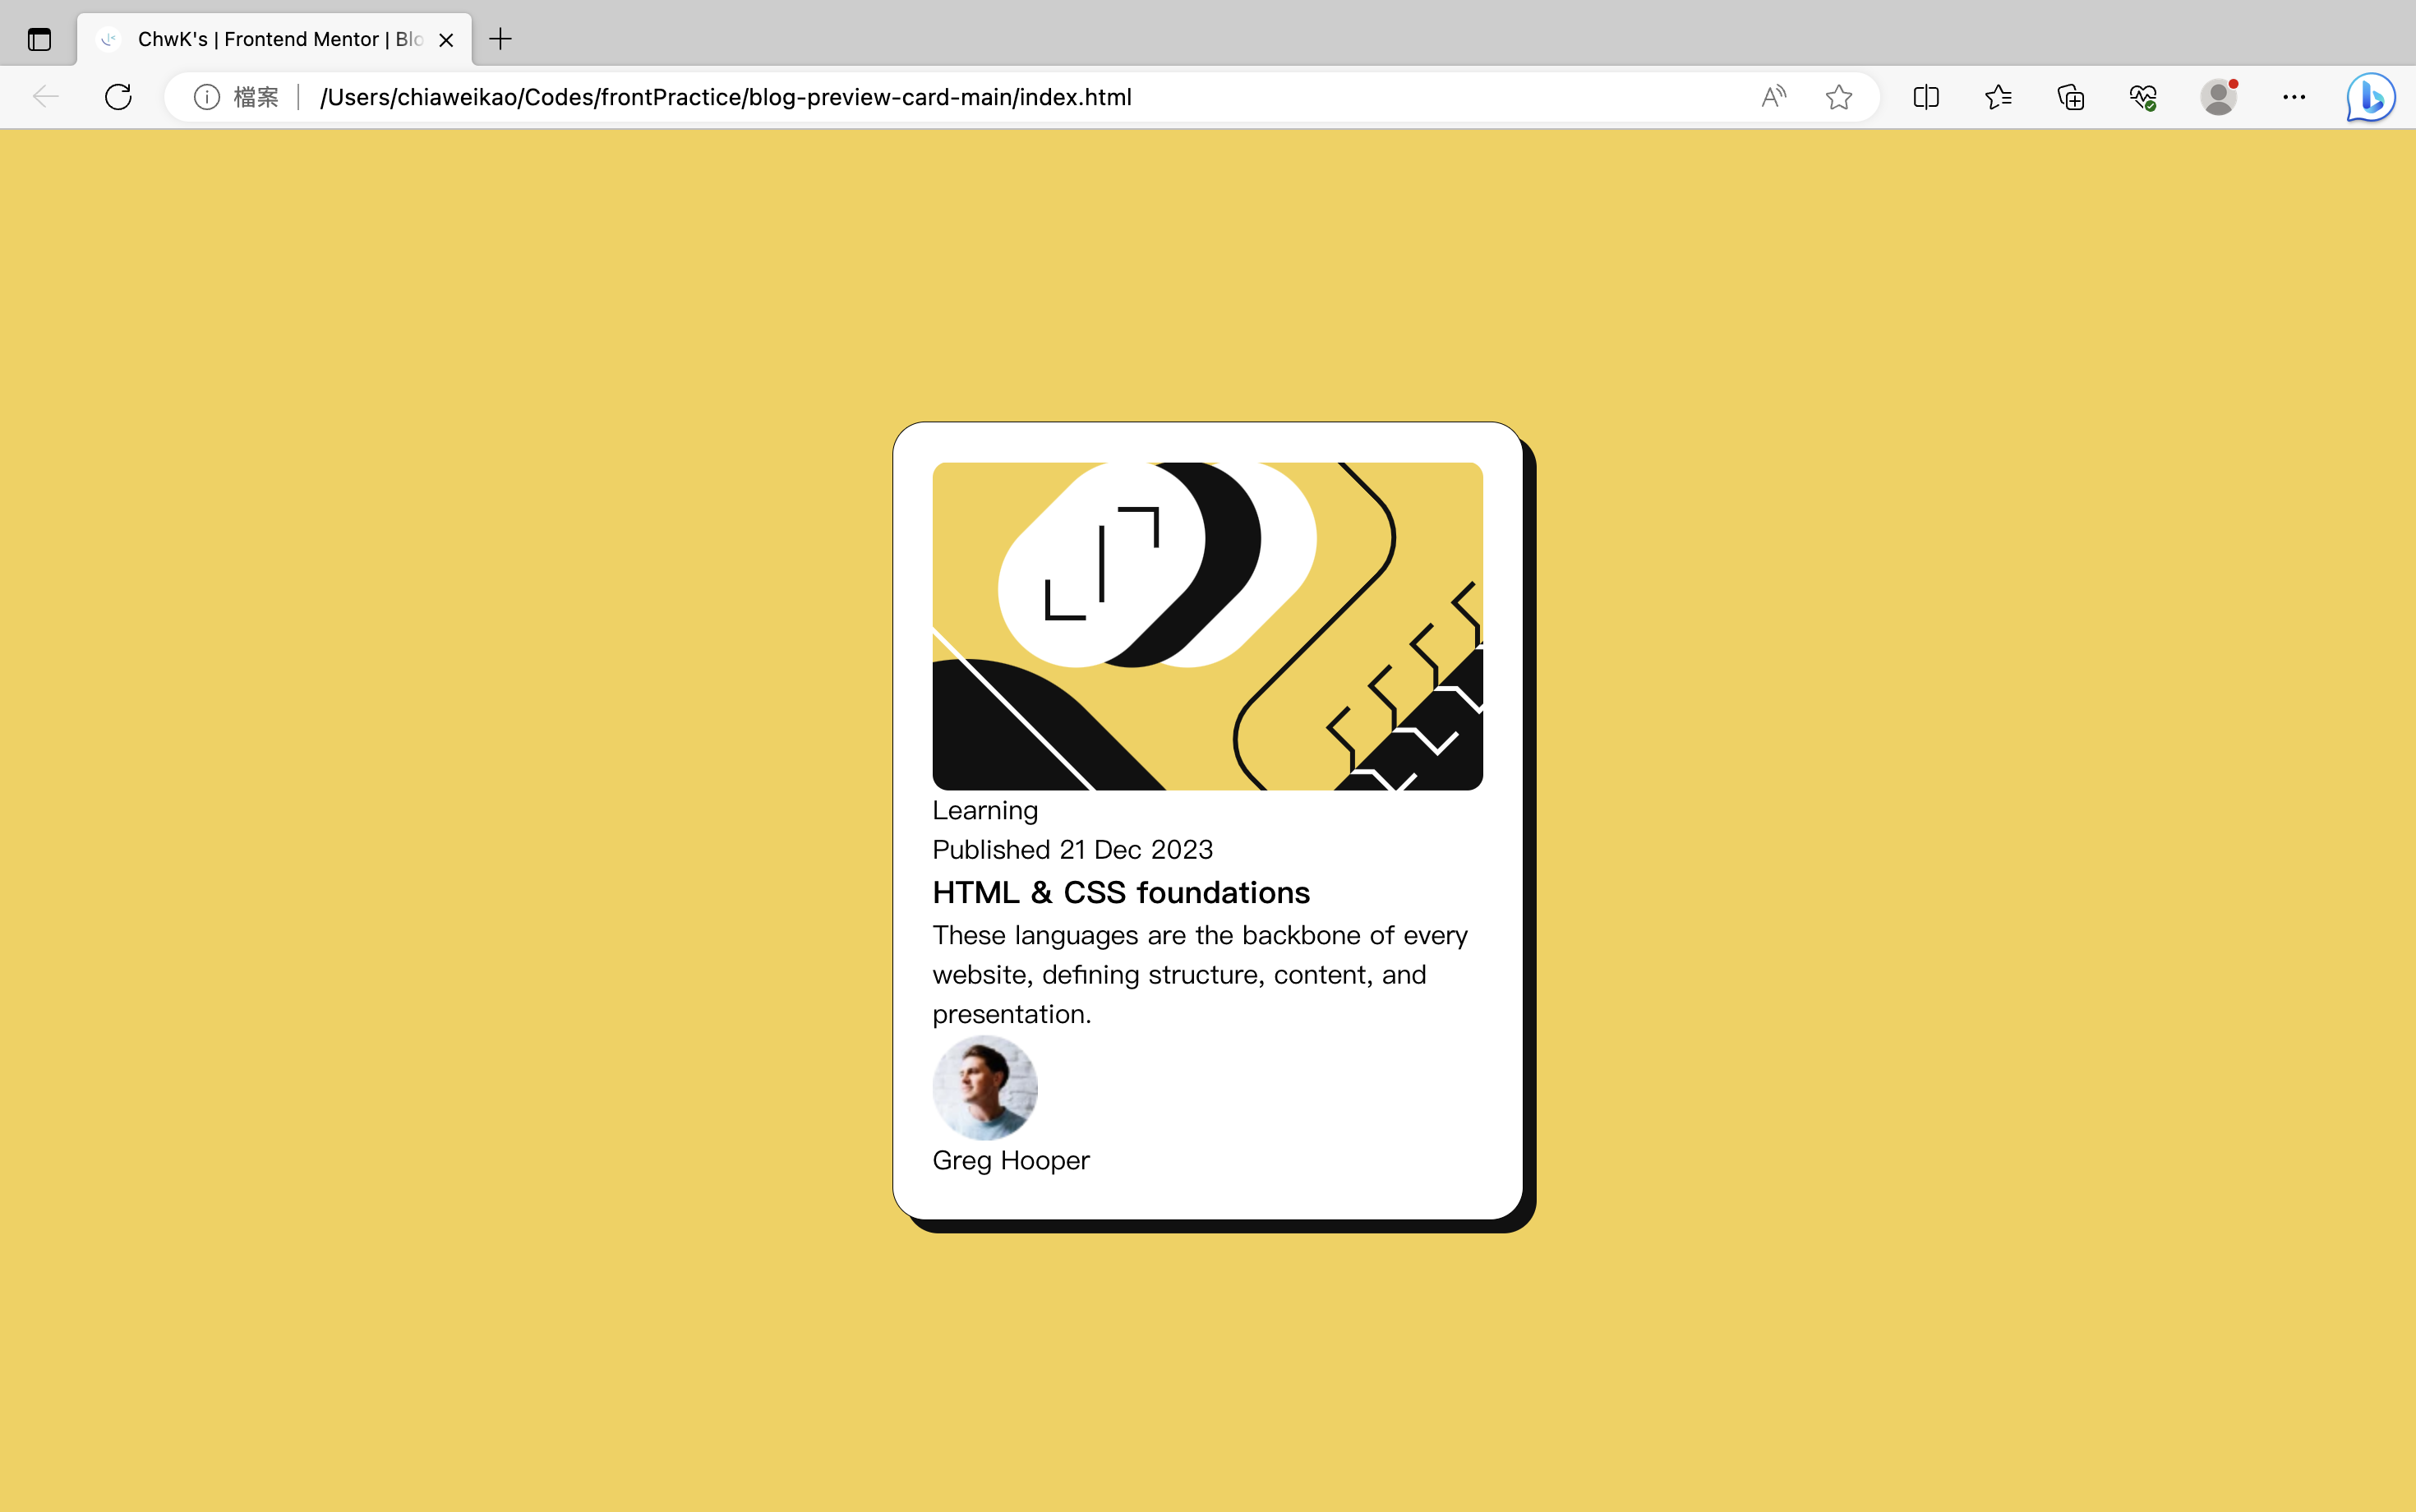 ChwK's | Frontend Mentor | Blo
檔案 /Users/chiaweikao/Codes/frontPractice/blog-preview-card-main/index.html
Learning
Published 21 Dec 2023
HTML & CSS foundations
These languages are the backbone of every
website, defining structure, content, and
presentation.
Greg Hooper